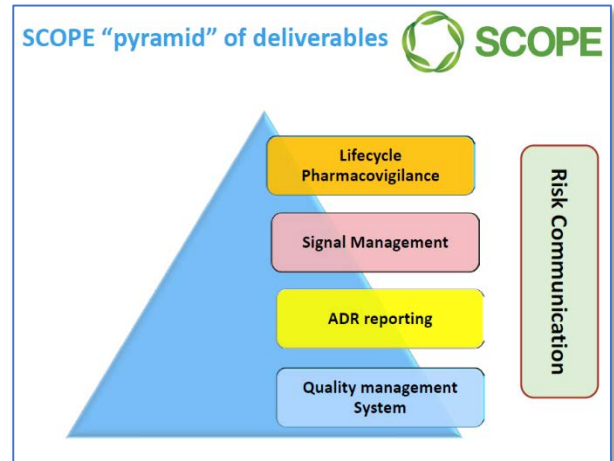 SCOPE “pyramid” of deliverables
SCOPE
Lifecycle
Pharmacovigilance
Signal Management
ADR reporting
Quality management
System
Risk Communication